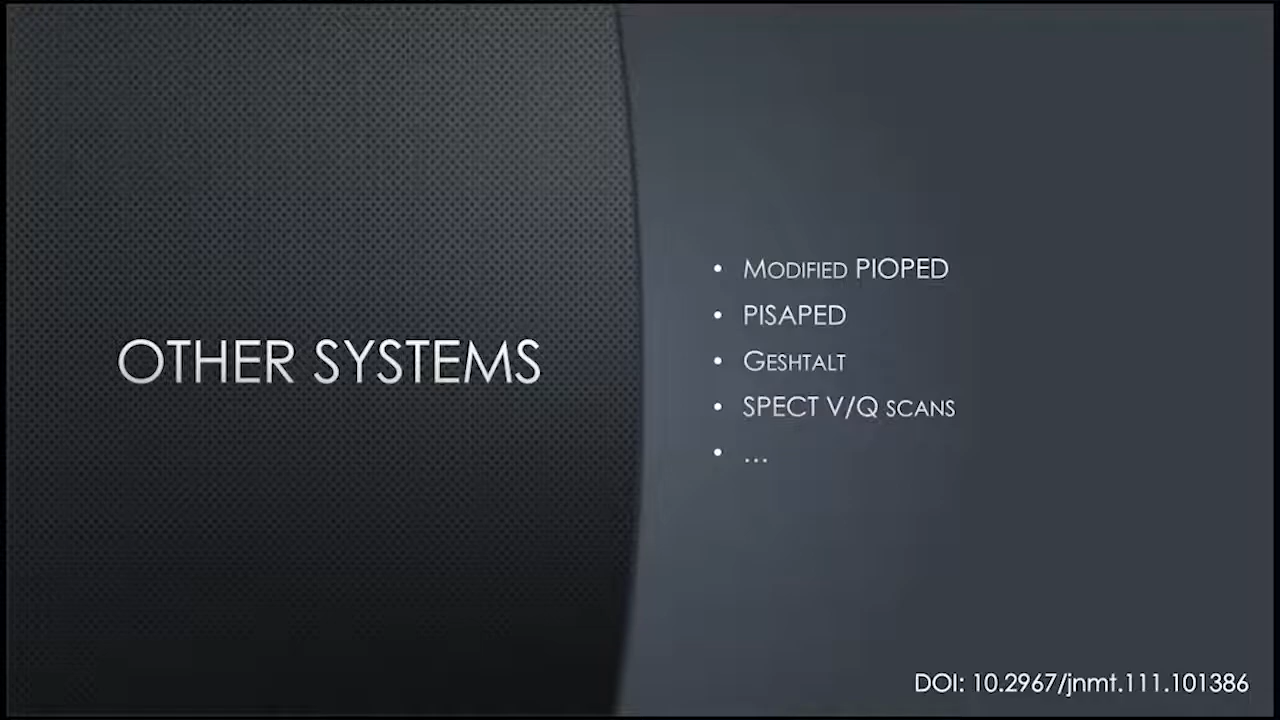 OTHER SYSTEMS
• Modified PIOPED
• PISAPED
• Geshtalt
• SPECT V/Q scans
• ...
DOI: 10.2967/jnmt.111.101386